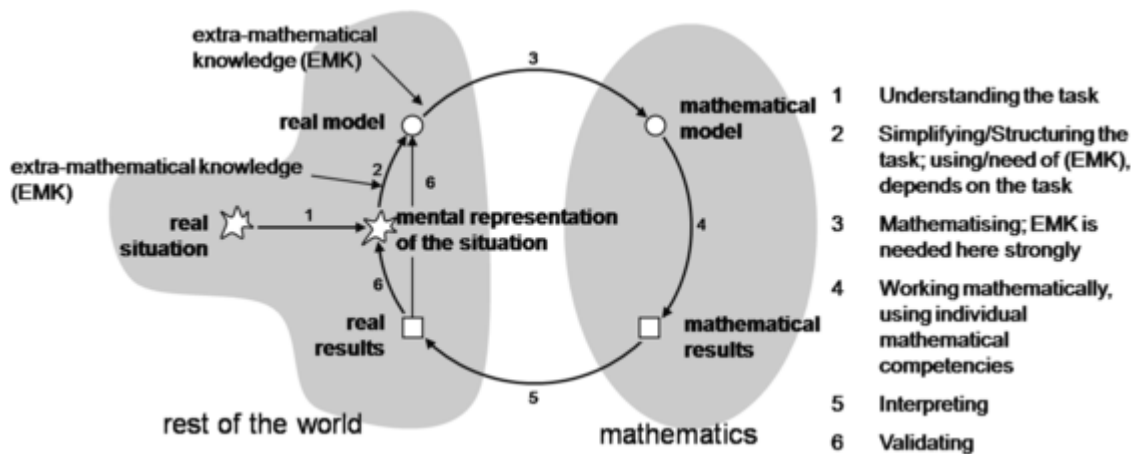 extra-mathematical
knowledge (EMK)
3
real model
mathematical
model
extra-mathematical knowledge
(EMK)
2
6
1
real
situation
mental representation
of the situation
4
6
real
results
mathematical
results
5
rest of the world
mathematics
1 Understanding the task
2 Simplifying/Structuring the
task; using/need of (EMK),
depends on the task
3 Mathematising; EMK is
needed here strongly
4 Working mathematically,
using individual
mathematical
competencies
5 Interpreting
6 Validating